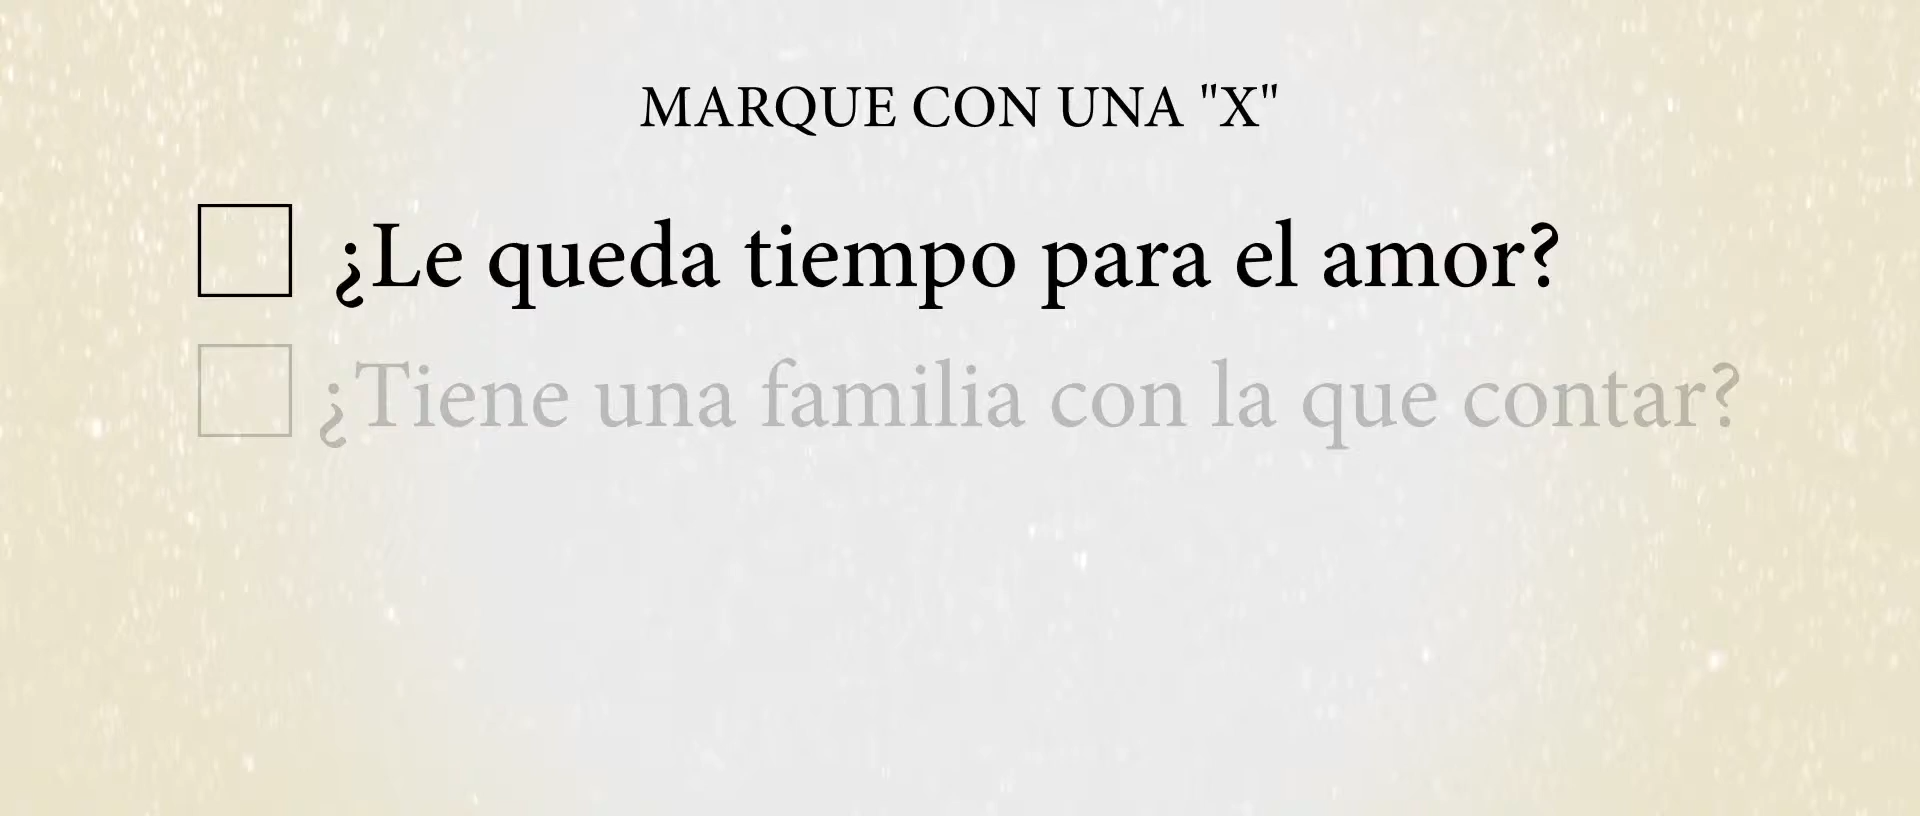 MARQUE CON UNA "X"
¿Le queda tiempo para el amor?
¿Tiene una familia con la que contar?